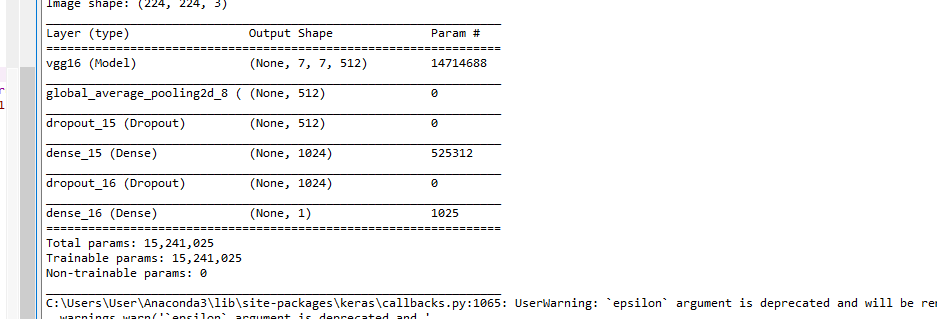 Image shape: (224, 224, 3)
Layer (type) Output Shape Param #
vgg16 (Model) (None, 7, 7, 512) 14714688
global_average_pooling2d_8 ( (None, 512) 0
dropout_15 (Dropout) (None, 512) 0
dense_15 (Dense) (None, 1024) 525312
dropout_16 (Dropout) (None, 1024) 0
dense_16 (Dense) (None, 1) 1025
Total params: 15,241,025
Trainable params: 15,241,025
Non-trainable params: 0
C:\Users\User\Anaconda3\lib\site-packages\keras\callbacks.py:1065: UserWarning: `epsilon` argument is deprecated and will be
warnings.warn('`epsilon` argument is deprecated and '